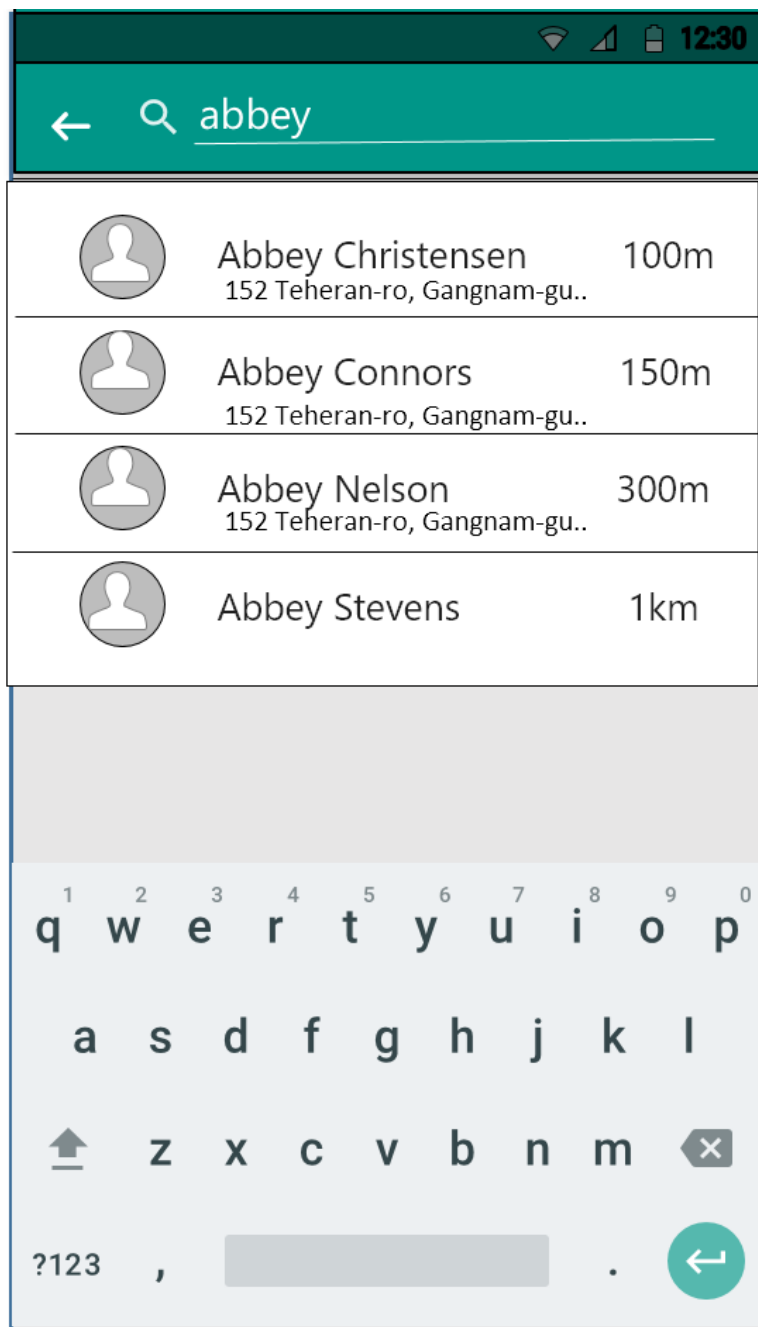 12:30
abbey
Abbey Christensen 100m
152 Teheran-ro, Gangnam-gu..
Abbey Connors 150m
152 Teheran-ro, Gangnam-gu..
Abbey Nelson 300m
152 Teheran-ro, Gangnam-gu..
Abbey Stevens 1km
1 2 3 4 5 6 7 8 9 0
q w e r t y u i o p
a s d f g h j k l
z x c v b n m
?123 , .